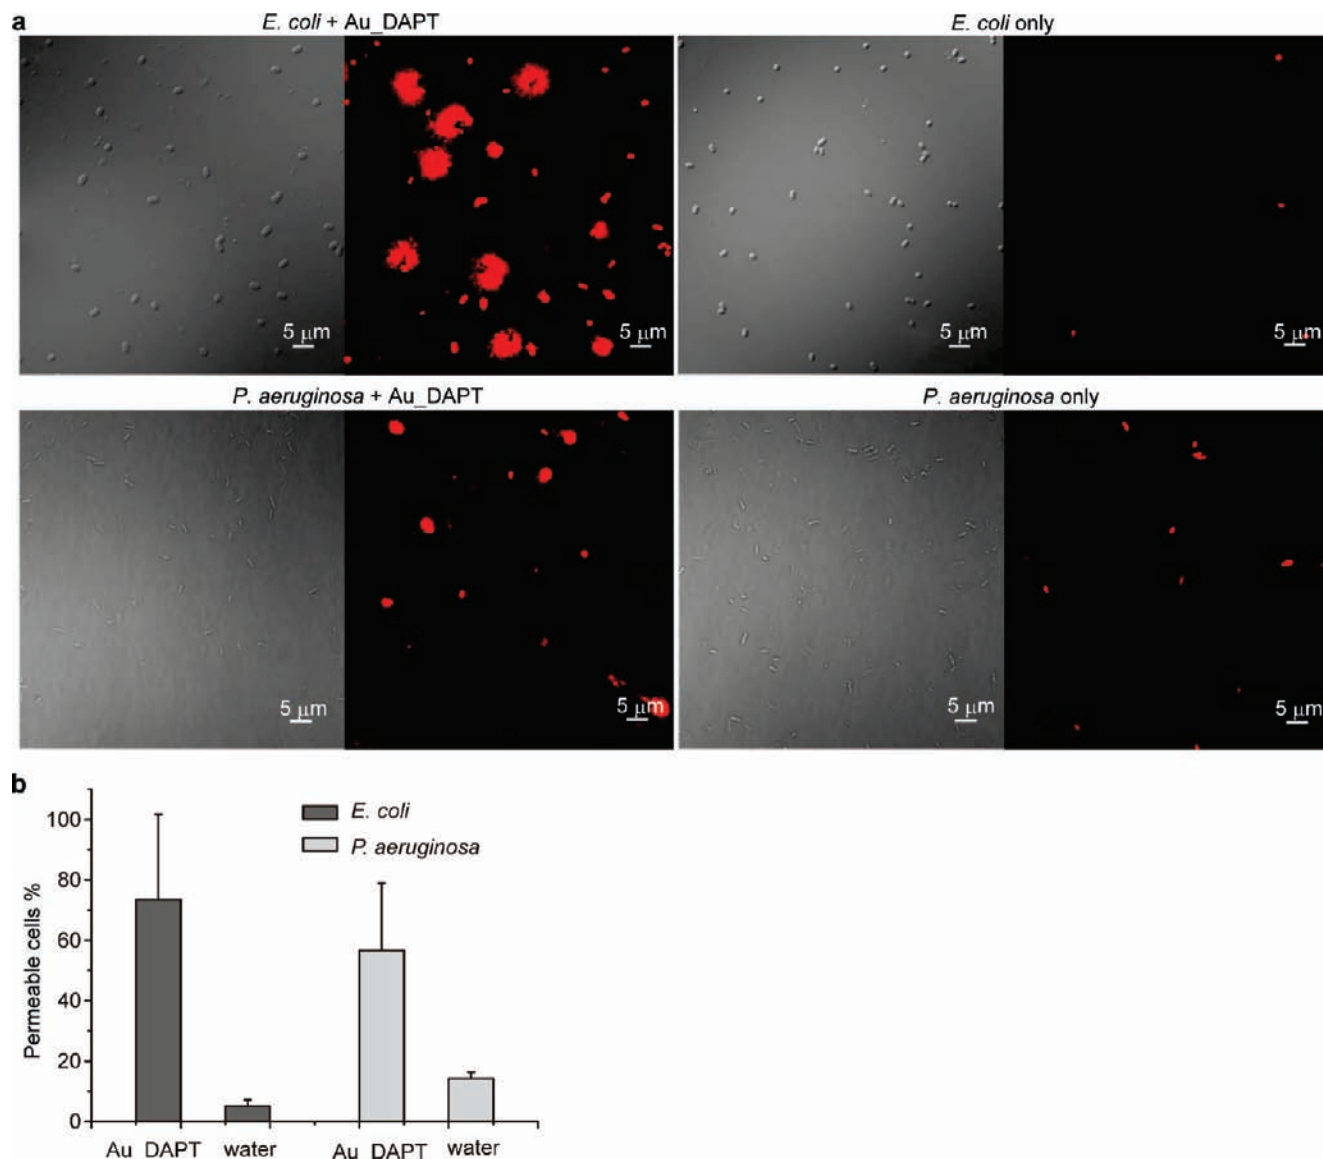 a
E. coli + Au_DAPT
E. coli only
5 μm
5 μm
5 μm
5 μm
P. aeruginosa + Au_DAPT
P. aeruginosa only
5 μm
5 μm
5 μm
5 μm
b
Permeable cells %
100
80
60
40
20
0
E. coli
P. aeruginosa
Au_DAPT water Au_DAPT water